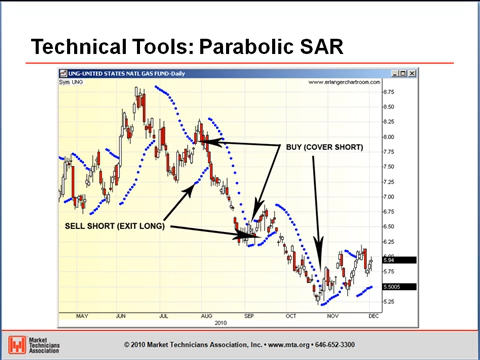 Technical Tools: Parabolic SAR
UNG-UNITED STATES NATL GAS FUND-Daily
Sym UNG
www.erlangerchartroom.com
8.75
8.50
8.25
8.00
7.75
7.50
7.25
7.00
6.75
6.50
6.25
5.94
5.75
5.5005
5.25
BUY (COVER SHORT)
SELL SHORT (EXIT LONG)
MAY JUN JUL AUG SEP OCT NOV DEC
2010
MARKET
TECHNICIANS
ASSOCIATION
© 2010 Market Technicians Association, Inc. • www.mta.org • 646-652-3300